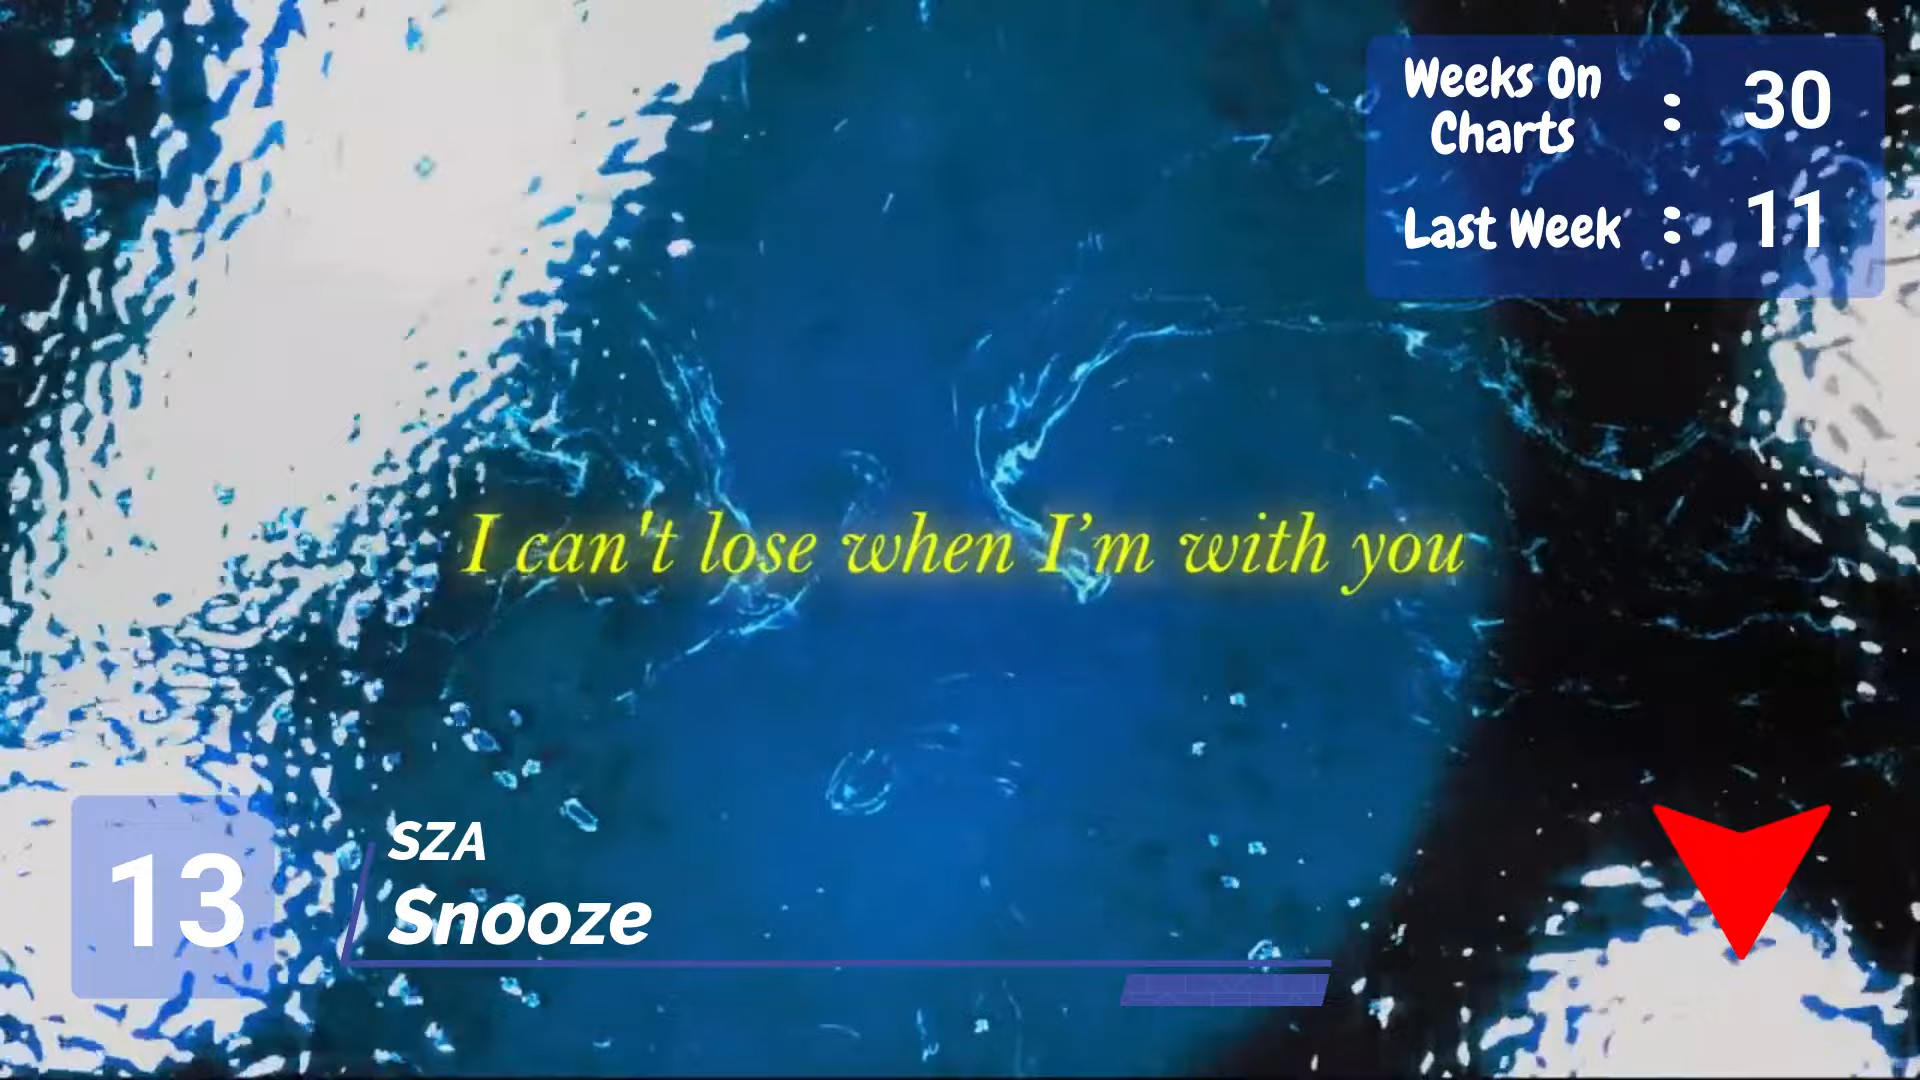 Weeks On
Charts : 30
Last Week : 11
I can't lose when I’m with you
13
SZA
Snooze